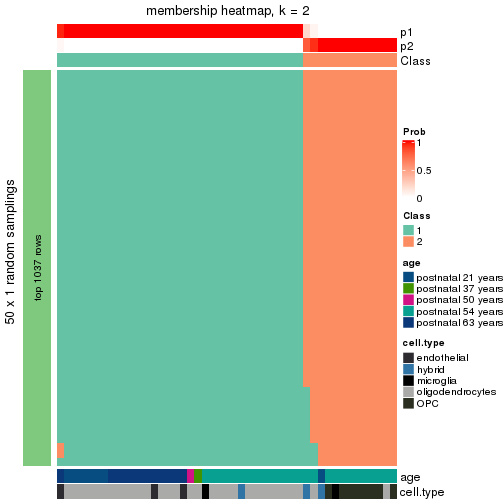 membership heatmap, k = 2
p1
p2
Class
50 x 1 random samplings
top 1037 rows
Prob
1
0.5
0
Class
1
2
age
postnatal 21 years
postnatal 37 years
postnatal 50 years
postnatal 54 years
postnatal 63 years
cell.type
endothelial
hybrid
microglia
oligodendrocytes
OPC
age
cell.type